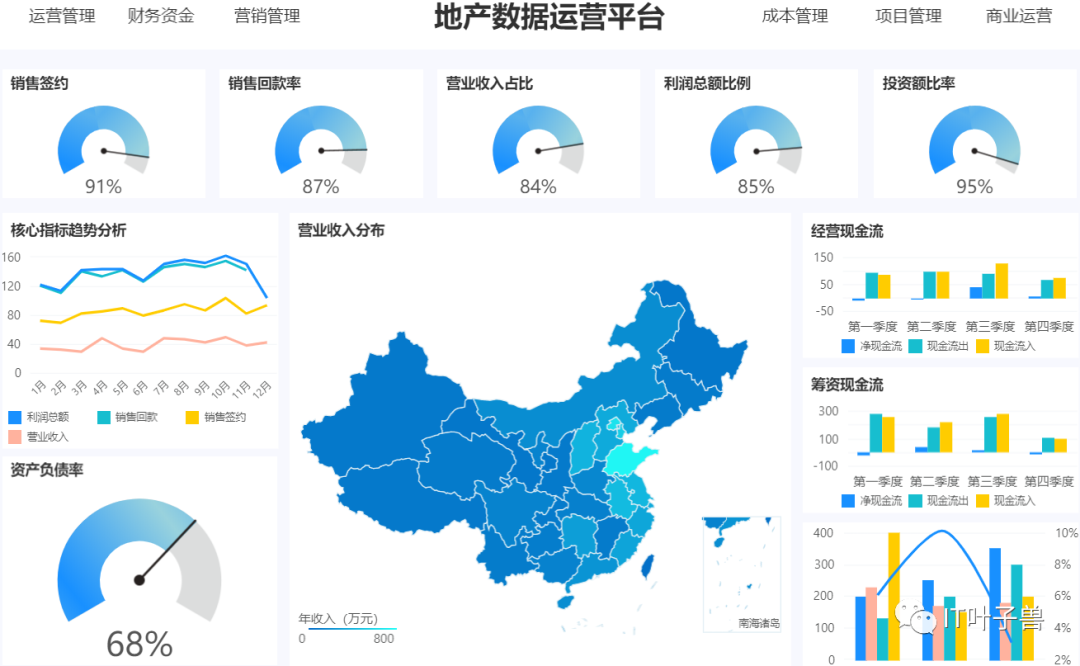 运营管理 财务资金 营销管理 地产数据运营平台 成本管理 项目管理 商业运营
销售签约 销售回款率 营业收入占比 利润总额比例 投资额比率
91% 87% 84% 85% 95%
核心指标趋势分析
160
120
80
40
0
1月 2月 3月 4月 5月 6月 7月 8月 9月 10月 11月 12月
利润总额 销售回款 销售签约
营业收入
资产负债率
68%
营业收入分布
年收入（万元）
0 800
南海诸岛
经营现金流
150
50
-50
第一季度 第二季度 第三季度 第四季度
净现金流 现金流出 现金流入
筹资现金流
300
100
-100
第一季度 第二季度 第三季度 第四季度
净现金流 现金流出 现金流入
400 10%
300 8%
200 6%
100 4%
0 2%
IT叶子兽